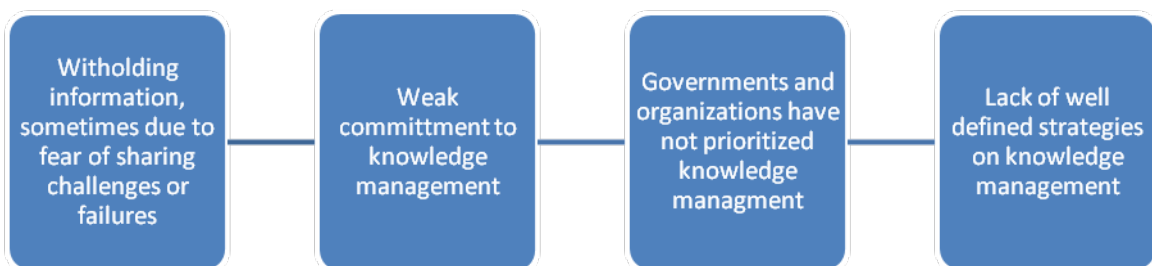 Witholding
information,
sometimes due to
fear of sharing
challenges or
failures
Weak
committment to
knowledge
management
Governments and
organizations have
not prioritized
knowledge
managment
Lack of well
defined strategies
on knowledge
management